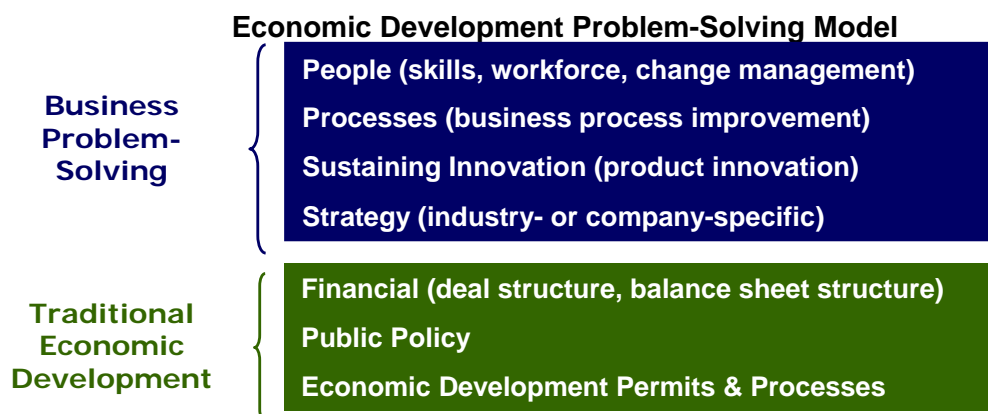 Economic Development Problem-Solving Model
Business
Problem-
Solving
People (skills, workforce, change management)
Processes (business process improvement)
Sustaining Innovation (product innovation)
Strategy (industry- or company-specific)
Traditional
Economic
Development
Financial (deal structure, balance sheet structure)
Public Policy
Economic Development Permits & Processes